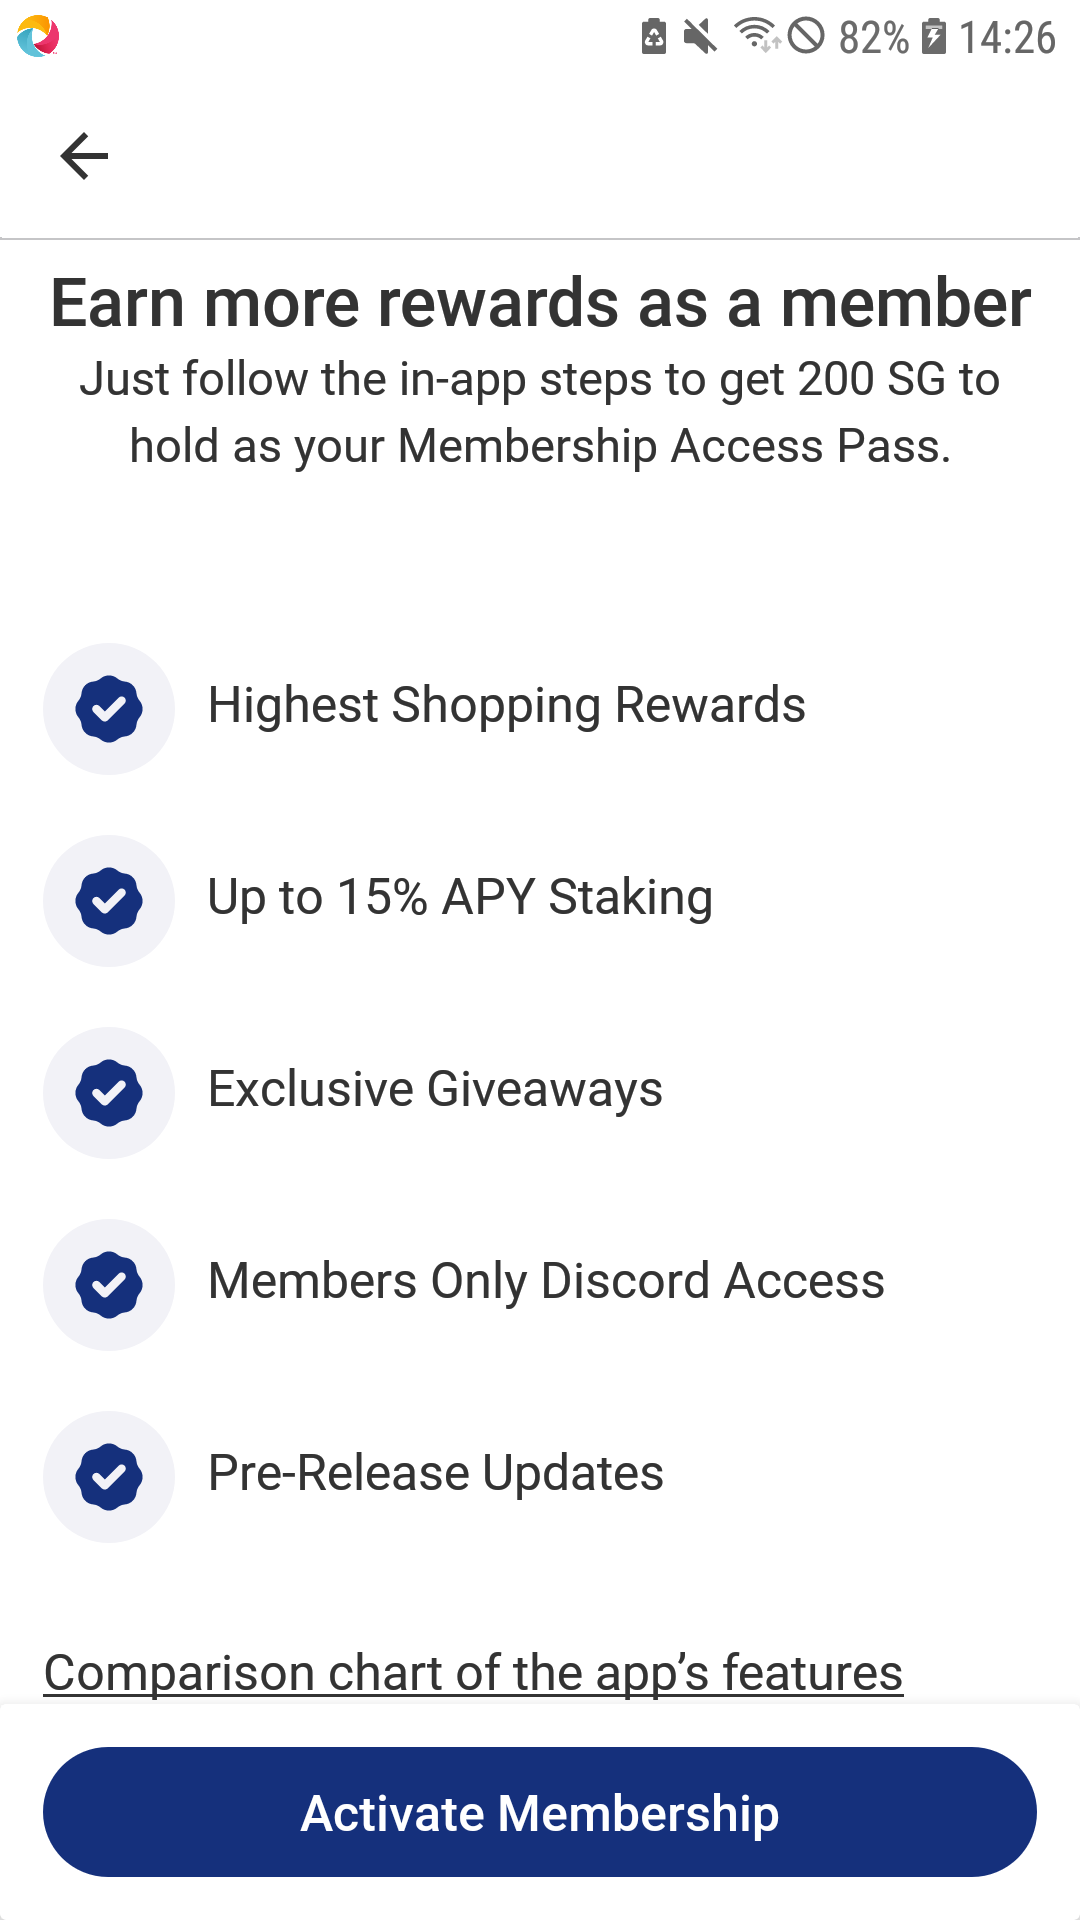 82% 14:26
Earn more rewards as a member
Just follow the in-app steps to get 200 SG to
hold as your Membership Access Pass.
Highest Shopping Rewards
Up to 15% APY Staking
Exclusive Giveaways
Members Only Discord Access
Pre-Release Updates
Comparison chart of the app’s features
Activate Membership